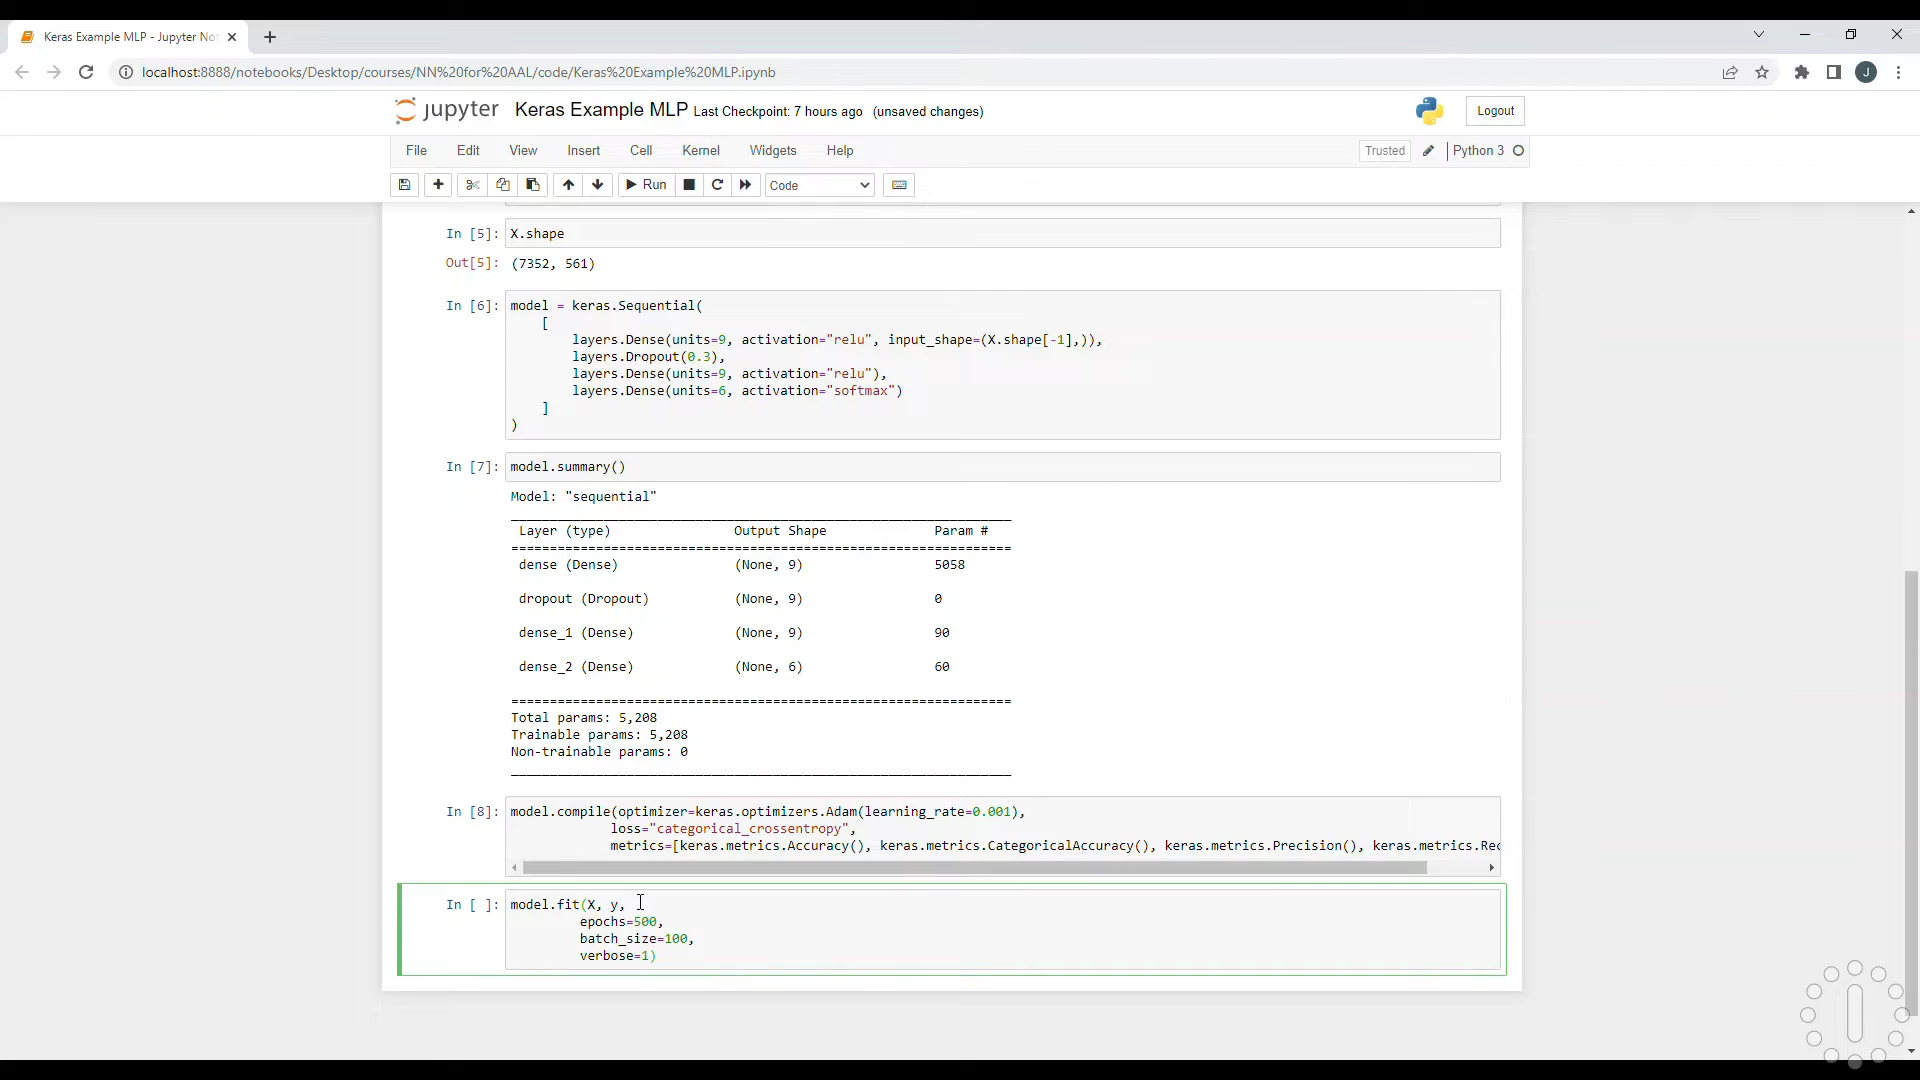 Keras Example MLP - Jupyter No
localhost:8888/notebooks/Desktop/courses/NN%20for%20AAL/code/Keras%20Example%20MLP.ipynb
J
jupyter Keras Example MLP Last Checkpoint: 7 hours ago (unsaved changes)
Logout
File Edit View Insert Cell Kernel Widgets Help
Trusted Python 3
Run Code
In [5]: X.shape
Out[5]: (7352, 561)
In [6]: model = keras.Sequential(
[
layers.Dense(units=9, activation="relu", input_shape=(X.shape[-1],)),
layers.Dropout(0.3),
layers.Dense(units=9, activation="relu"),
layers.Dense(units=6, activation="softmax")
]
)
In [7]: model.summary()
Model: "sequential"
_________________________________________________________________
Layer (type) Output Shape Param #
=================================================================
dense (Dense) (None, 9) 5058
dropout (Dropout) (None, 9) 0
dense_1 (Dense) (None, 9) 90
dense_2 (Dense) (None, 6) 60
=================================================================
Total params: 5,208
Trainable params: 5,208
Non-trainable params: 0
_________________________________________________________________
In [8]: model.compile(optimizer=keras.optimizers.Adam(learning_rate=0.001),
loss="categorical_crossentropy",
metrics=[keras.metrics.Accuracy(), keras.metrics.CategoricalAccuracy(), keras.metrics.Precision(), keras.metrics.Rec
In [ ]: model.fit(X, y,
epochs=500,
batch_size=100,
verbose=1)